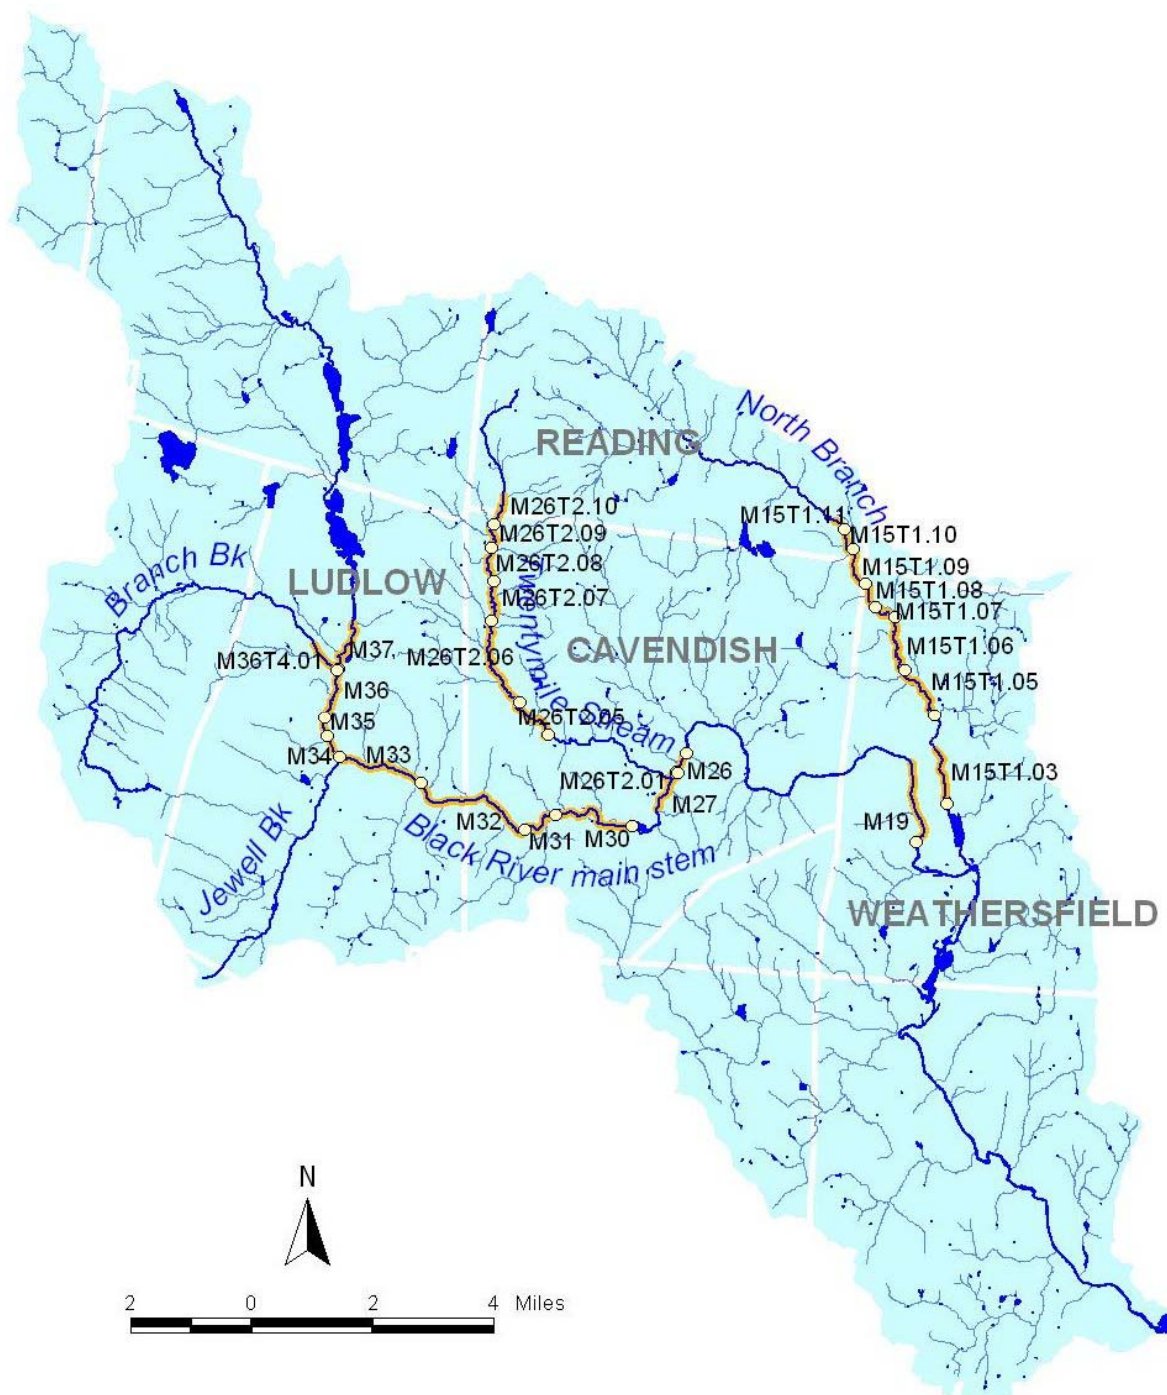 North Branch
READING
M26T2.10
M15T1.11
M15T1.10
M26T2.09
M26T2.08
M15T1.09
Branch Bk
LUDLOW
M15T1.08
M26T2.07
M15T1.07
Twentymile Stream
CAVENDISH
M37
M36T4.01
M26T2.06
M15T1.06
M36
M15T1.05
M35
M26T2.05
M34
M33
M26T2.01
M26
M15T1.03
M27
Jewell Bk
M32
M31
M30
M19
Black River main stem
WEATHERSFIELD
N
2 0 2 4 Miles